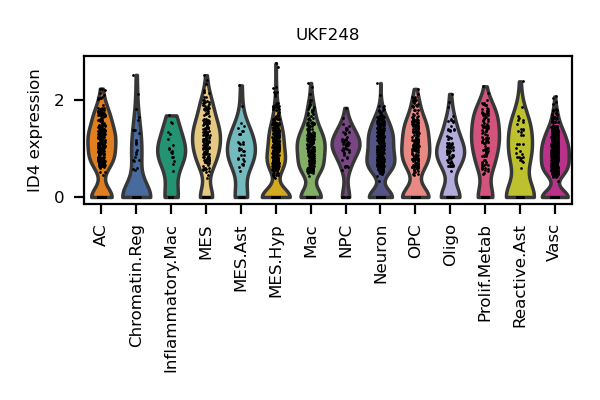 UKF248
ID4 expression
2
0
AC
Chromatin.Reg
Inflammatory.Mac
MES
MES.Ast
MES.Hyp
Mac
NPC
Neuron
OPC
Oligo
Prolif.Metab
Reactive.Ast
Vasc